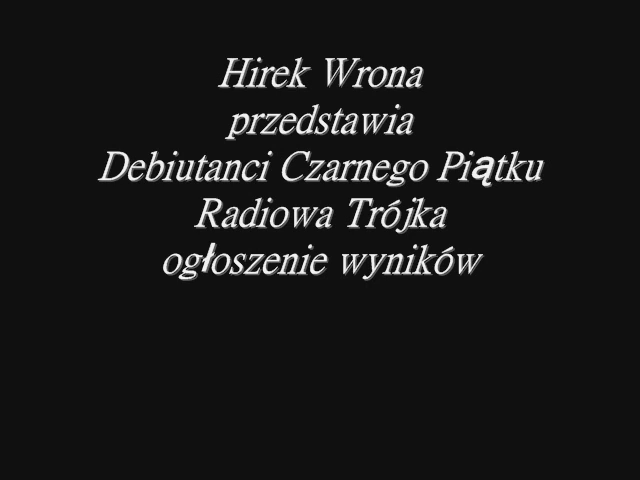 Hirek Wrona
przedstawia
Debiutanci Czarnego Piątku
Radiowa Trójka
ogłoszenie wyników